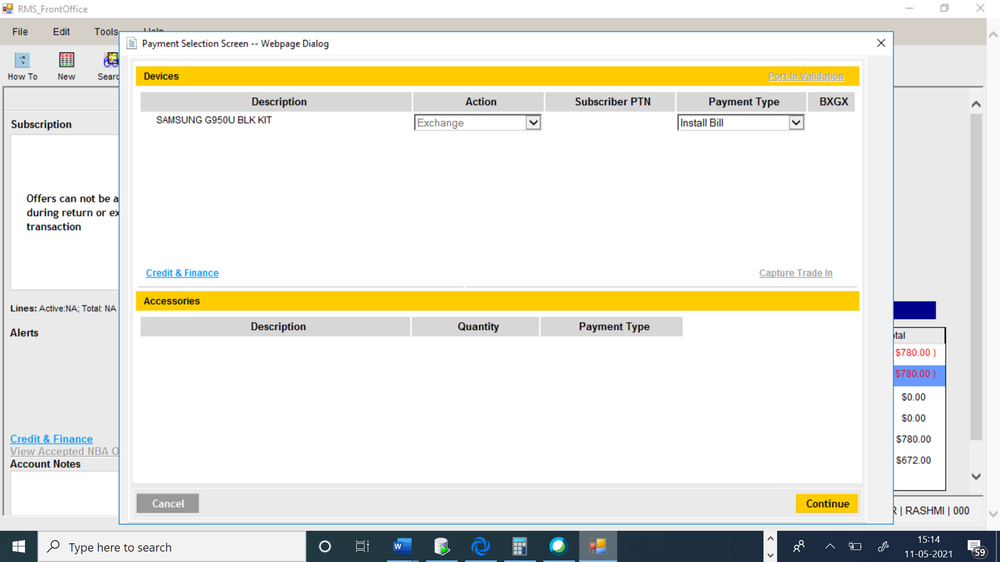 RMS_FrontOffice
File Edit Tools Help
Payment Selection Screen -- Webpage Dialog
How To New
Devices
Port-In Validation
Description Action Subscriber PTN Payment Type BXGX
SAMSUNG G950U BLK KIT Exchange Install Bill
Subscription
Offers can not be a
during return or ex
transaction
Credit & Finance
Capture Trade In
Accessories
Description Quantity Payment Type
Lines: Active:NA; Total: NA
Alerts
$780.00 )
$780.00 )
$0.00
$0.00
$780.00
$672.00
Credit & Finance
View Accepted NBA O
Account Notes
Cancel
Continue
| RASHMI | 000
Type here to search
15:14
11-05-2021
59